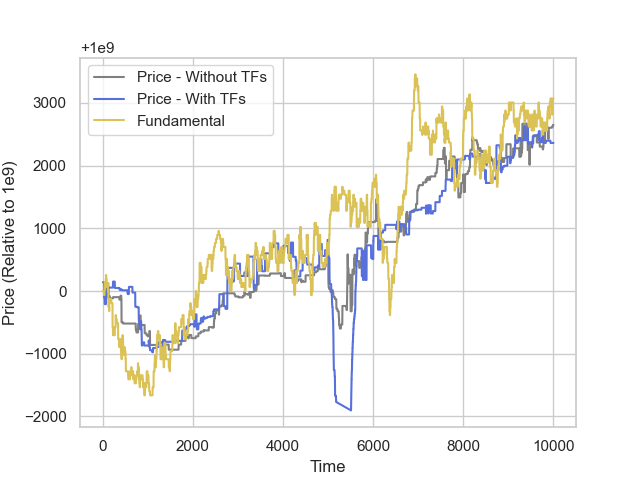 +1e9
Price - Without TFs
Price - With TFs
Fundamental
Price (Relative to 1e9)
3000
2000
1000
0
−1000
−2000
0
2000
4000
6000
8000
10000
Time